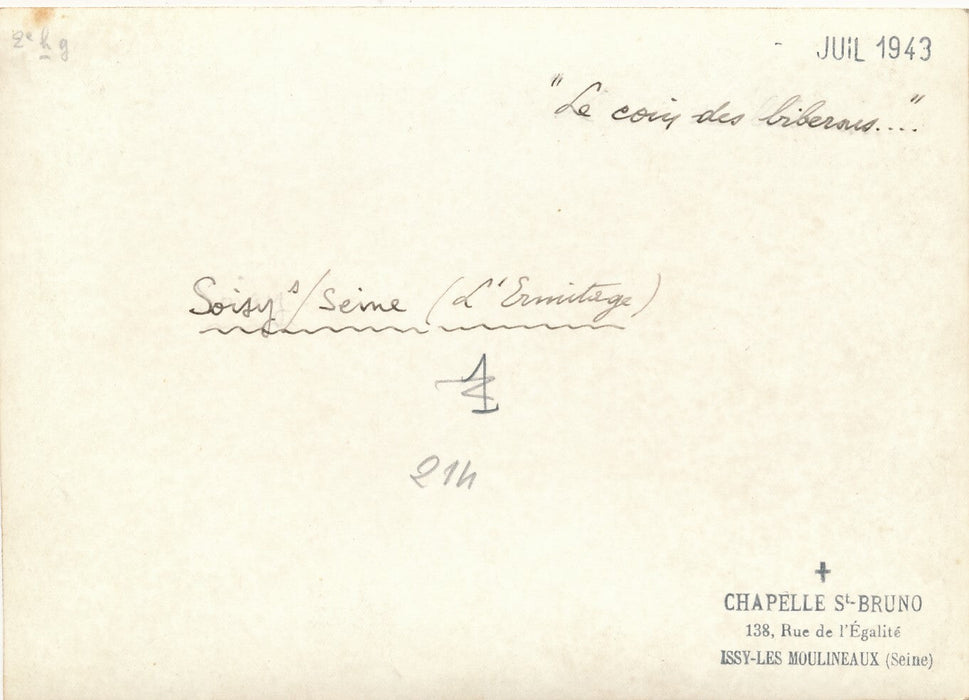 2e h g
JUIL 1943
"Le coin des biberons...."
Soisy s/Seine (L'Ermitage)
1
21h
CHAPELLE St-BRUNO
138, Rue de l'Égalité
ISSY-LES MOULINEAUX (Seine)